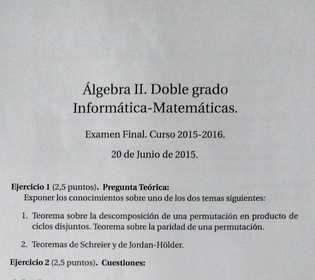 Álgebra II. Doble grado
Informática-Matemáticas.
Examen Final. Curso 2015-2016.
20 de Junio de 2015.
Ejercicio 1 (2,5 puntos). Pregunta Teórica:
Exponer los conocimientos sobre uno de los dos temas siguientes:
1. Teorema sobre la descomposición de una permutación en producto de
ciclos disjuntos. Teorema sobre la paridad de una permutación.
2. Teoremas de Schreier y de Jordan-Hölder.
Ejercicio 2 (2,5 puntos). Cuestiones: